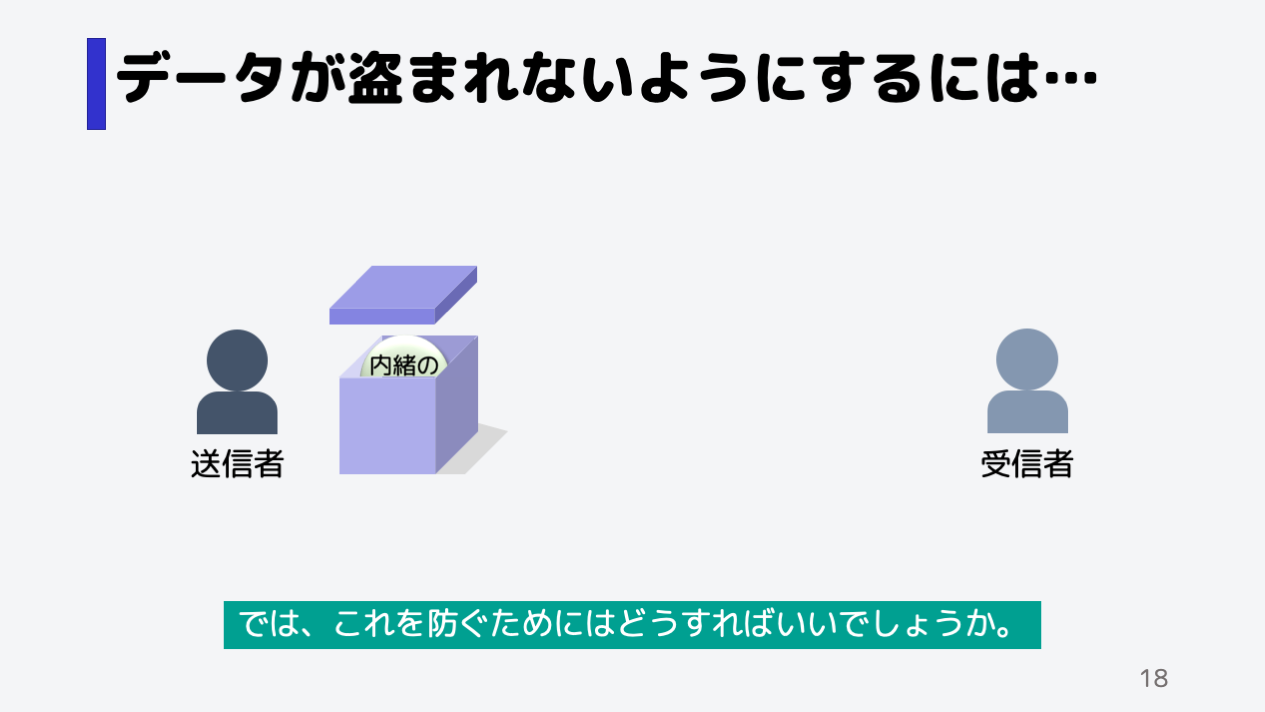 データが盗まれないようにするには…
内緒の
送信者
受信者
では、これを防ぐためにはどうすればいいでしょうか。
18